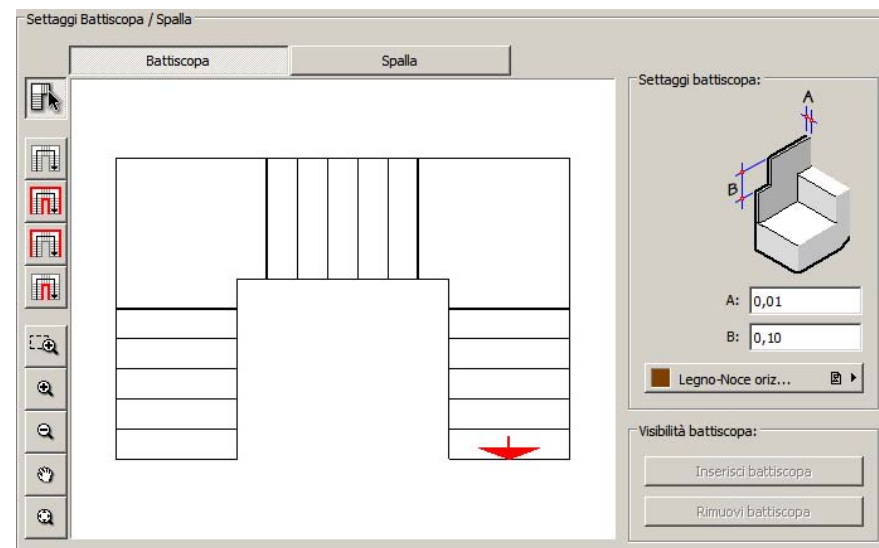 Settaggi Battiscopa / Spalla
Battiscopa
Spalla
Settaggi battiscopa:
A
B
A: 0,01
B: 0,10
Legno-Noce oriz...
Visibilità battiscopa:
Inserisci battiscopa
Rimuovi battiscopa